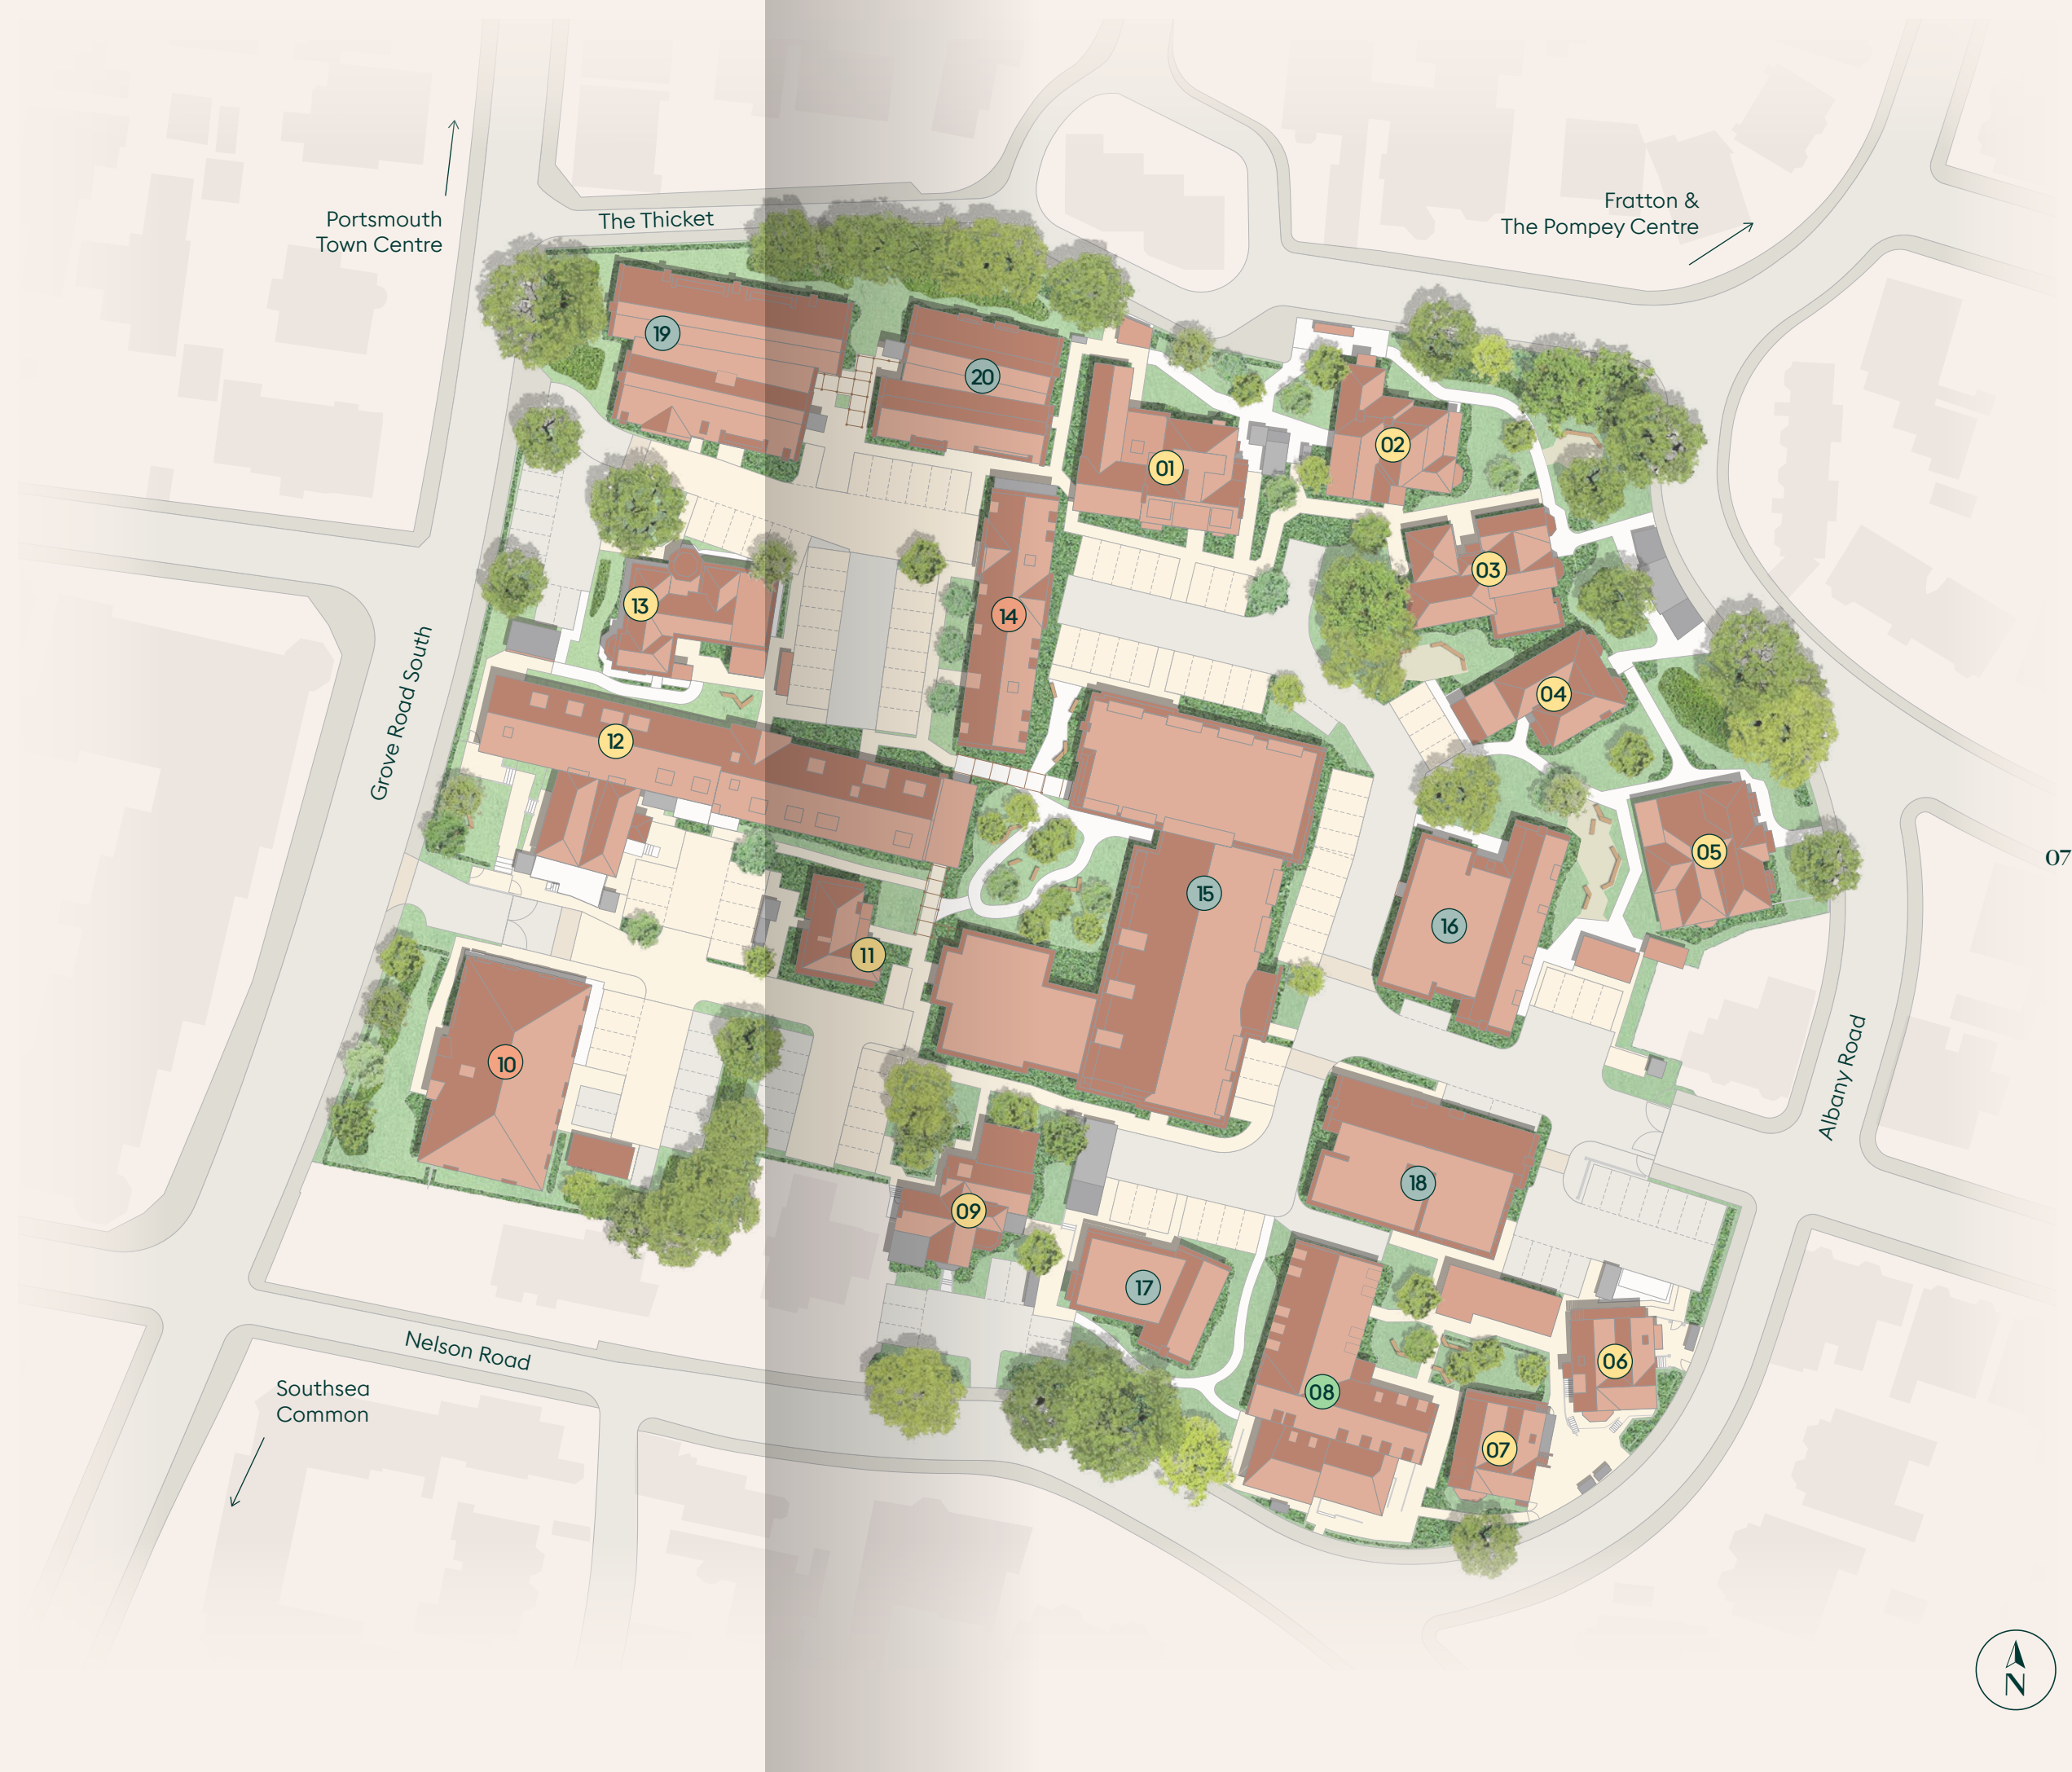 Portsmouth
Town Centre
The Thicket
Fratton &
The Pompey Centre
19
20
01
02
03
13
14
04
12
05
07
15
16
11
10
18
09
17
06
08
07
Grove Road South
Albany Road
Nelson Road
Southsea
Common
N